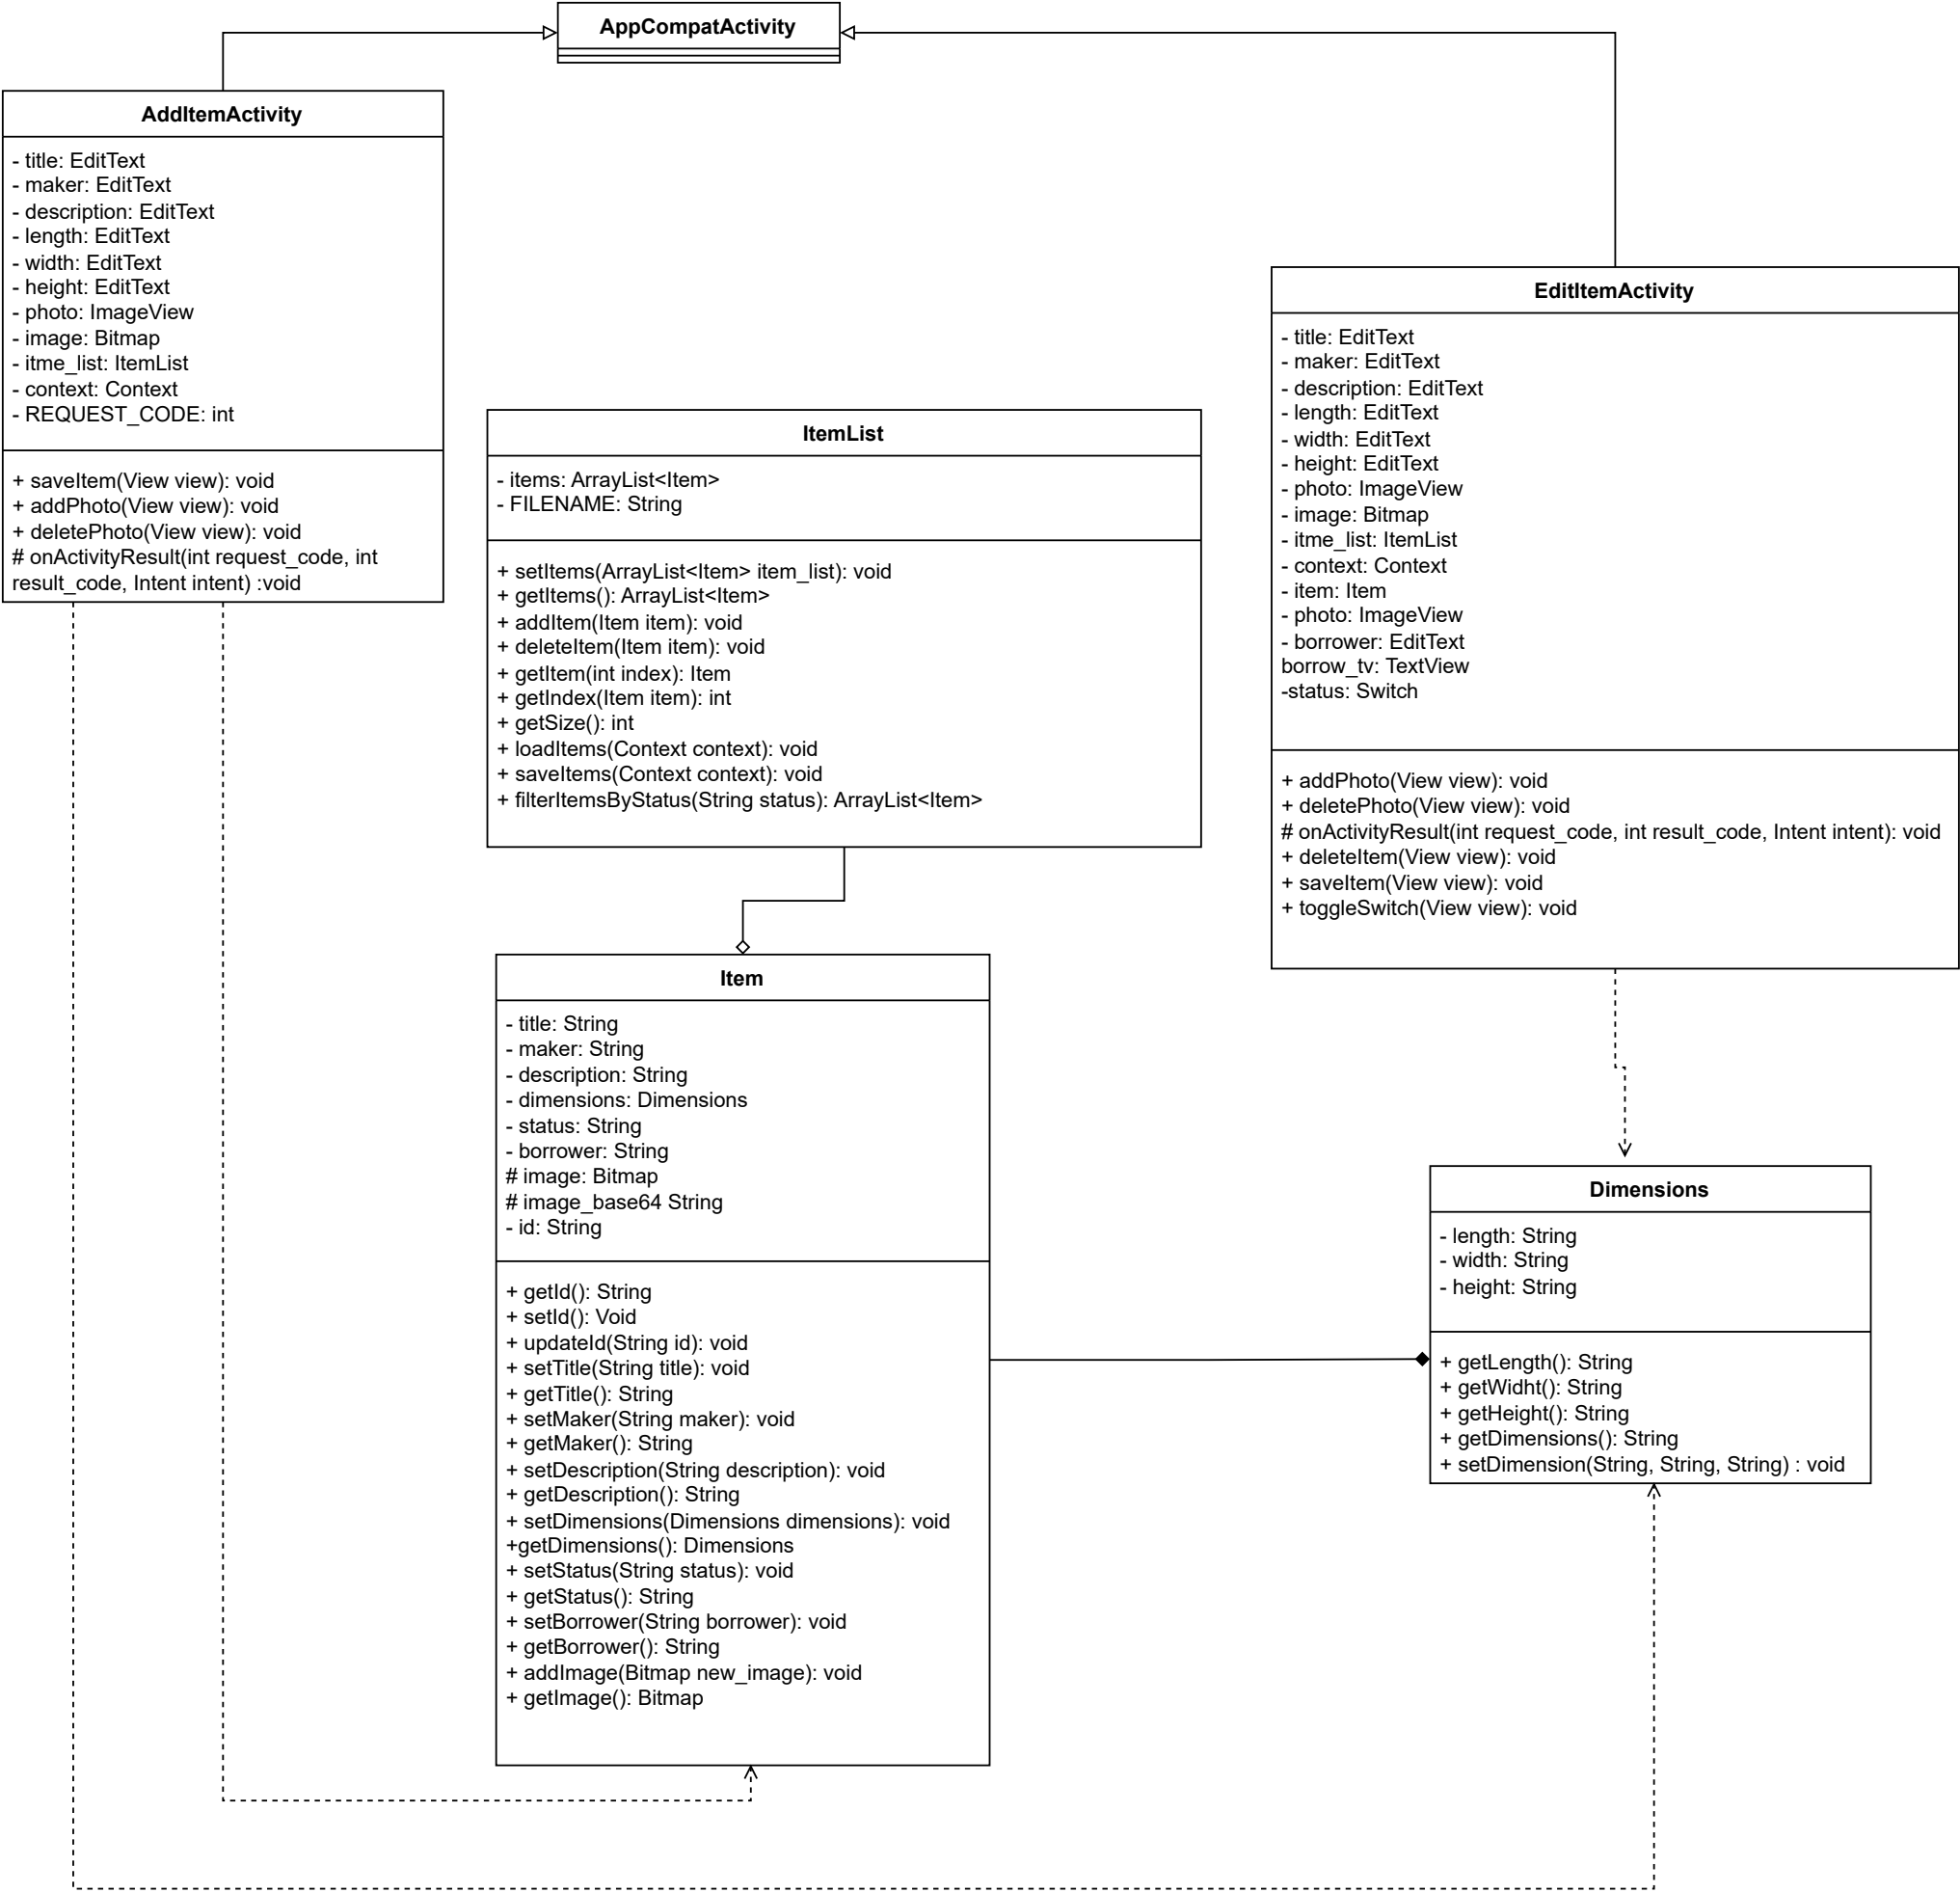 AppCompatActivity
AddItemActivity
- title: EditText
- maker: EditText
- description: EditText
- length: EditText
- width: EditText
- height: EditText
- photo: ImageView
- image: Bitmap
- itme_list: ItemList
- context: Context
- REQUEST_CODE: int
+ saveItem(View view): void
+ addPhoto(View view): void
+ deletePhoto(View view): void
# onActivityResult(int request_code, int
result_code, Intent intent) :void
EditItemActivity
- title: EditText
- maker: EditText
- description: EditText
- length: EditText
- width: EditText
- height: EditText
- photo: ImageView
- image: Bitmap
- itme_list: ItemList
- context: Context
- item: Item
- photo: ImageView
- borrower: EditText
borrow_tv: TextView
-status: Switch
+ addPhoto(View view): void
+ deletePhoto(View view): void
# onActivityResult(int request_code, int result_code, Intent intent): void
+ deleteItem(View view): void
+ saveItem(View view): void
+ toggleSwitch(View view): void
ItemList
- items: ArrayList<Item>
- FILENAME: String
+ setItems(ArrayList<Item> item_list): void
+ getItems(): ArrayList<Item>
+ addItem(Item item): void
+ deleteItem(Item item): void
+ getItem(int index): Item
+ getIndex(Item item): int
+ getSize(): int
+ loadItems(Context context): void
+ saveItems(Context context): void
+ filterItemsByStatus(String status): ArrayList<Item>
Item
- title: String
- maker: String
- description: String
- dimensions: Dimensions
- status: String
- borrower: String
# image: Bitmap
# image_base64 String
- id: String
+ getId(): String
+ setId(): Void
+ updateId(String id): void
+ setTitle(String title): void
+ getTitle(): String
+ setMaker(String maker): void
+ getMaker(): String
+ setDescription(String description): void
+ getDescription(): String
+ setDimensions(Dimensions dimensions): void
+getDimensions(): Dimensions
+ setStatus(String status): void
+ getStatus(): String
+ setBorrower(String borrower): void
+ getBorrower(): String
+ addImage(Bitmap new_image): void
+ getImage(): Bitmap
Dimensions
- length: String
- width: String
- height: String
+ getLength(): String
+ getWidht(): String
+ getHeight(): String
+ getDimensions(): String
+ setDimension(String, String, String) : void